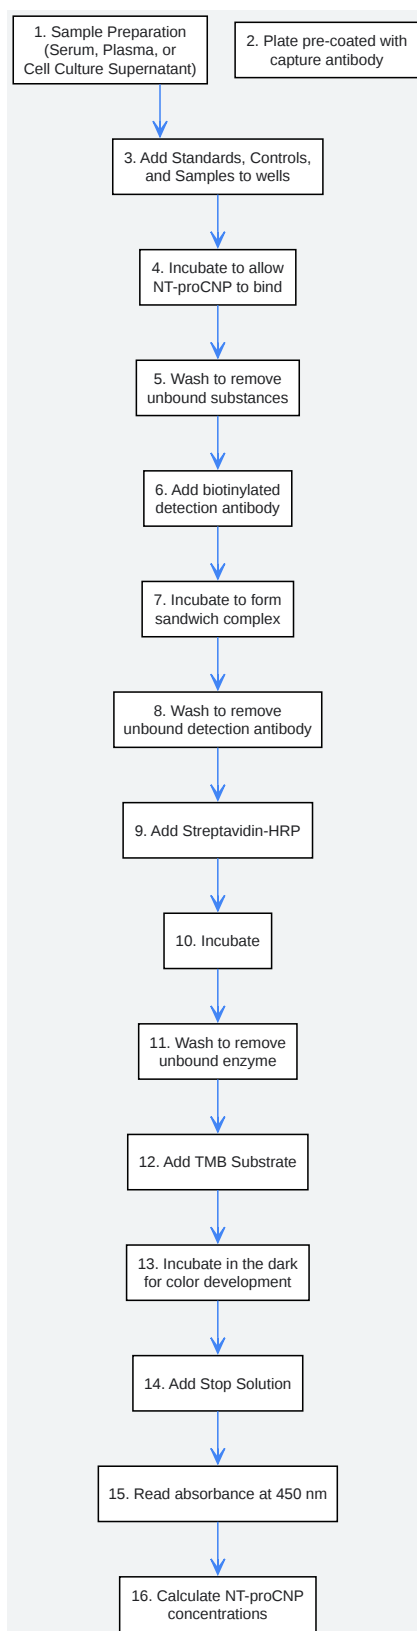 1. Sample Preparation
(Serum, Plasma, or
Cell Culture Supernatant)
2. Plate pre-coated with
capture antibody
3. Add Standards, Controls,
and Samples to wells
4. Incubate to allow
NT-proCNP to bind
5. Wash to remove
unbound substances
6. Add biotinylated
detection antibody
7. Incubate to form
sandwich complex
8. Wash to remove
unbound detection antibody
9. Add Streptavidin-HRP
10. Incubate
11. Wash to remove
unbound enzyme
12. Add TMB Substrate
13. Incubate in the dark
for color development
14. Add Stop Solution
15. Read absorbance at 450 nm
16. Calculate NT-proCNP
concentrations